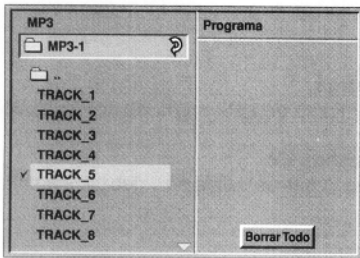 MP3
MP3-1
..
TRACK_1
TRACK_2
TRACK_3
TRACK_4
TRACK_5
TRACK_6
TRACK_7
TRACK_8
Programa
Borrar Todo